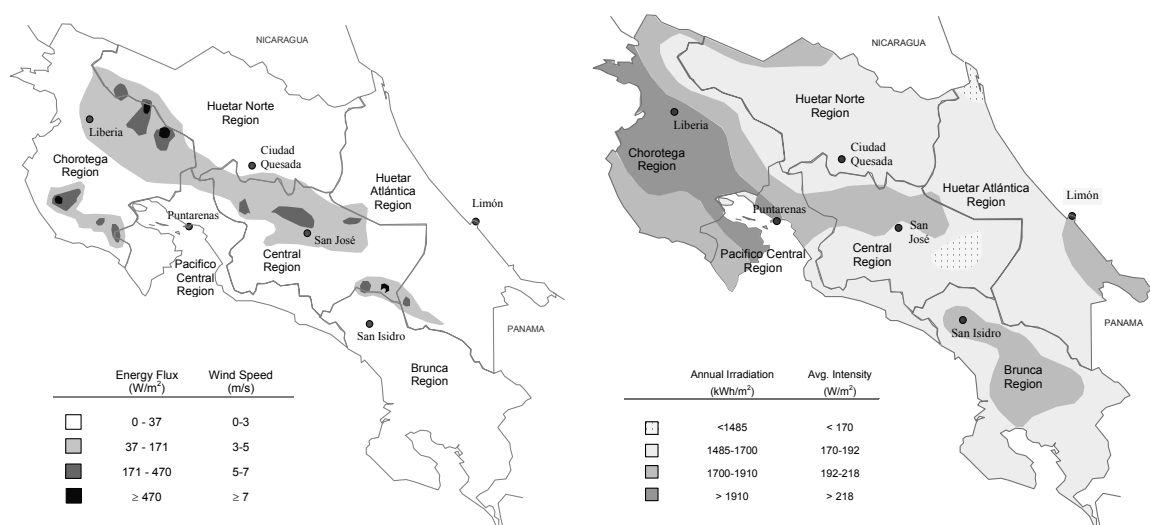 NICARAGUA
Huetar Norte
Region
Liberia
Ciudad
Quesada
Chorotega
Region
Huetar
Atlántica
Region
Limón
Puntarenas
San José
Central
Region
Pacifico
Central
Region
PANAMA
San Isidro
Brunca
Region
Energy Flux Wind Speed
(W/m²) (m/s)
0 - 37 0-3
37 - 171 3-5
171 - 470 5-7
≥ 470 ≥ 7
NICARAGUA
Huetar Norte
Region
Liberia
Ciudad
Quesada
Chorotega
Region
Huetar Atlántica
Region
Limón
Puntarenas
San
José
Pacifico Central
Region
Central
Region
PANAMA
San Isidro
Brunca
Region
Annual Irradiation Avg. Intensity
(kWh/m²) (W/m²)
<1485 < 170
1485-1700 170-192
1700-1910 192-218
> 1910 > 218